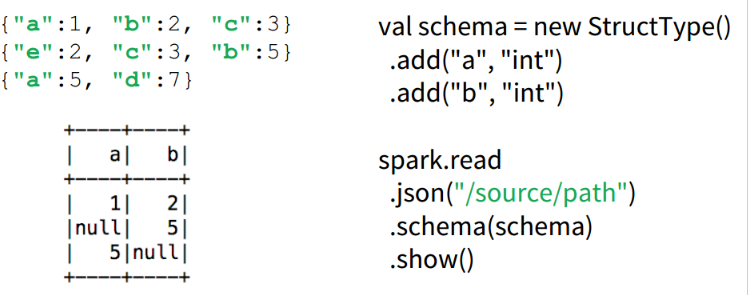 {"a":1, "b":2, "c":3}
{"e":2, "c":3, "b":5}
{"a":5, "d":7}
+----+----+
|   a|   b|
+----+----+
|   1|   2|
|null|   5|
|   5|null|
+----+----+
val schema = new StructType()
  .add("a", "int")
  .add("b", "int")
spark.read
  .json("/source/path")
  .schema(schema)
  .show()